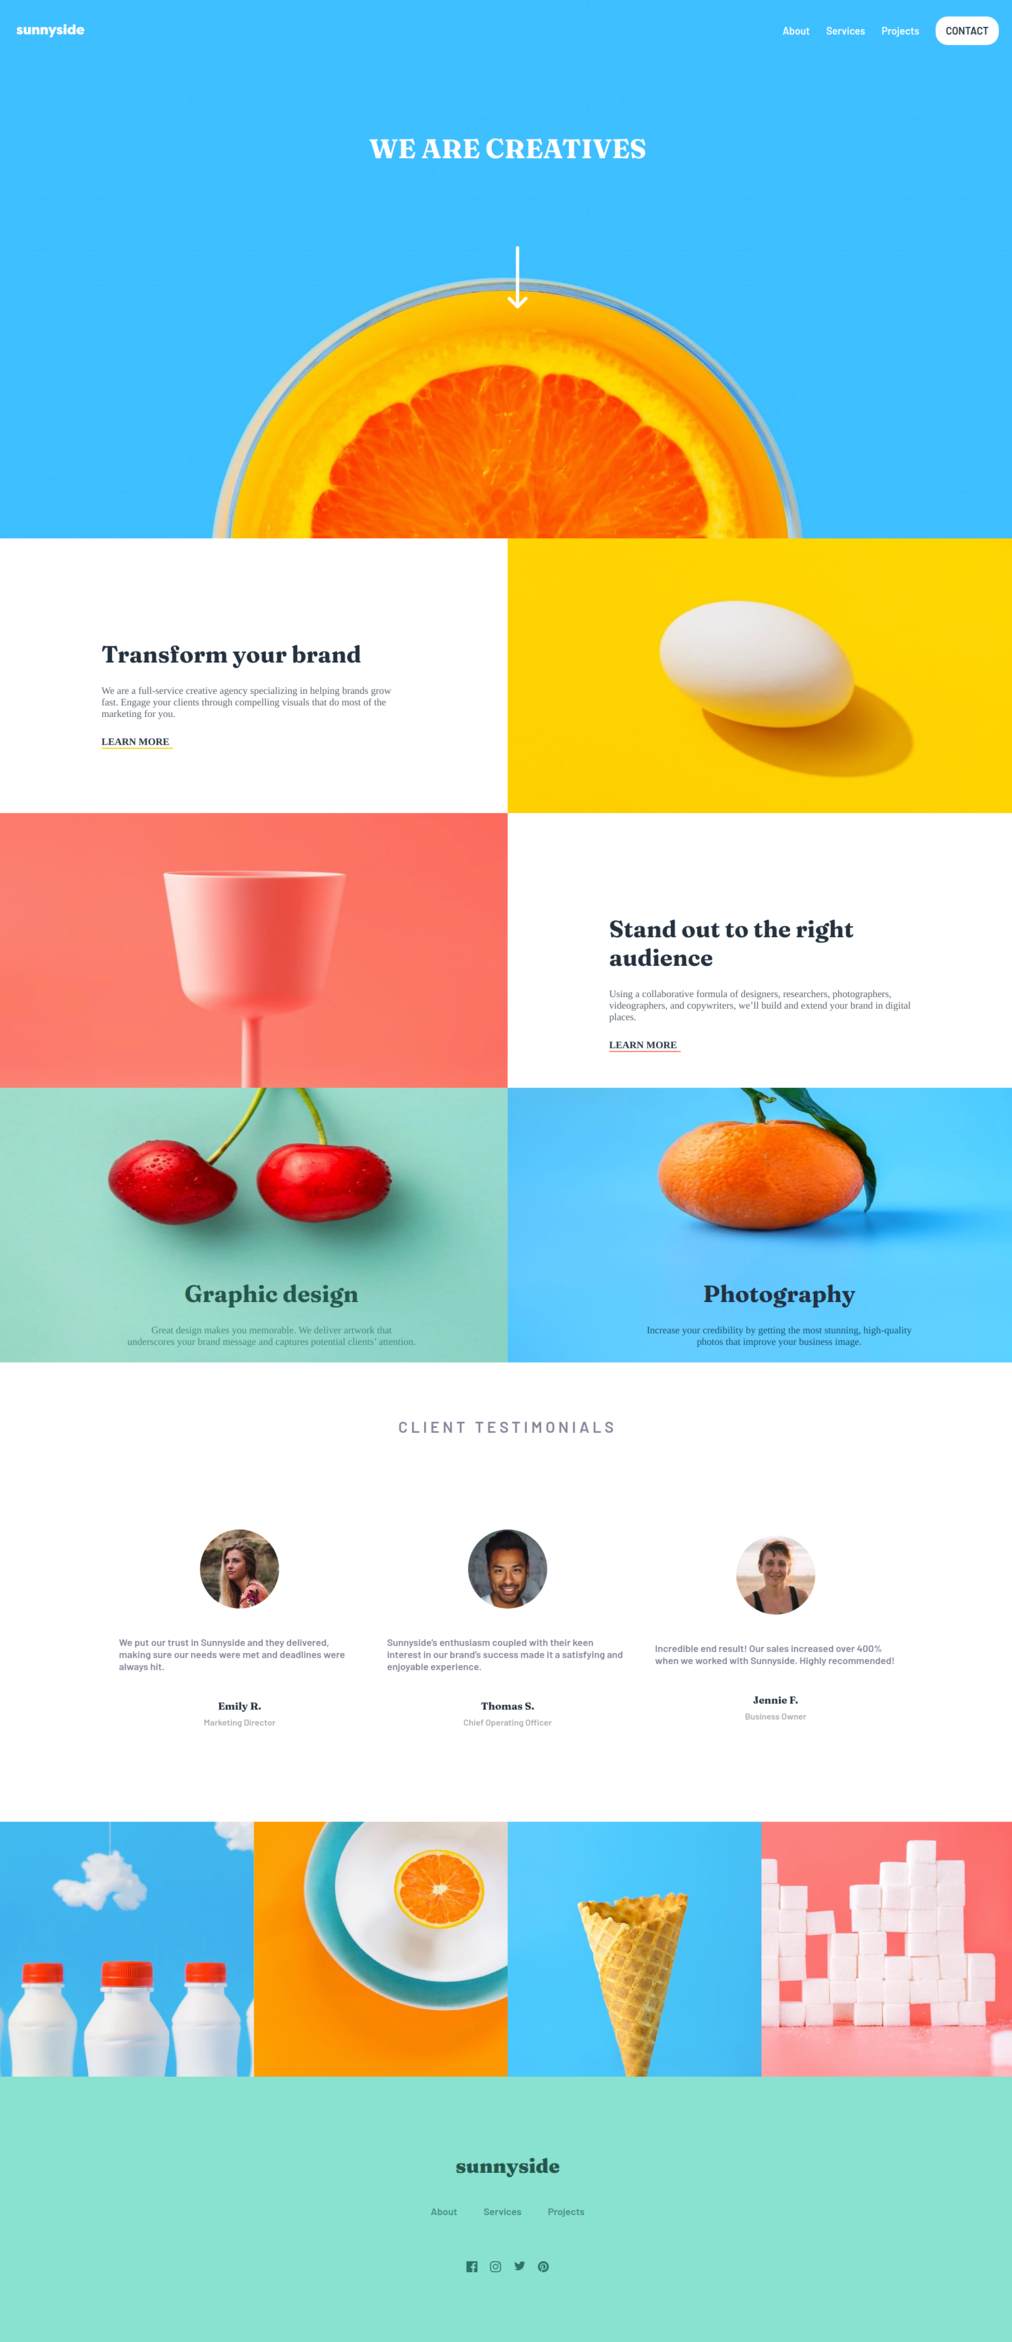 sunnyside
About Services Projects CONTACT
WE ARE CREATIVES
Transform your brand
We are a full-service creative agency specializing in helping brands grow
fast. Engage your clients through compelling visuals that do most of the
marketing for you.
LEARN MORE
Stand out to the right
audience
Using a collaborative formula of designers, researchers, photographers,
videographers, and copywriters, we’ll build and extend your brand in digital
places.
LEARN MORE
Graphic design
Great design makes you memorable. We deliver artwork that
underscores your brand message and captures potential clients’ attention.
Photography
Increase your credibility by getting the most stunning, high-quality
photos that improve your business image.
CLIENT TESTIMONIALS
We put our trust in Sunnyside and they delivered,
making sure our needs were met and deadlines were
always hit.
Emily R.
Marketing Director
Sunnyside’s enthusiasm coupled with their keen
interest in our brand’s success made it a satisfying and
enjoyable experience.
Thomas S.
Chief Operating Officer
Incredible end result! Our sales increased over 400%
when we worked with Sunnyside. Highly recommended!
Jennie F.
Business Owner
sunnyside
About Services Projects